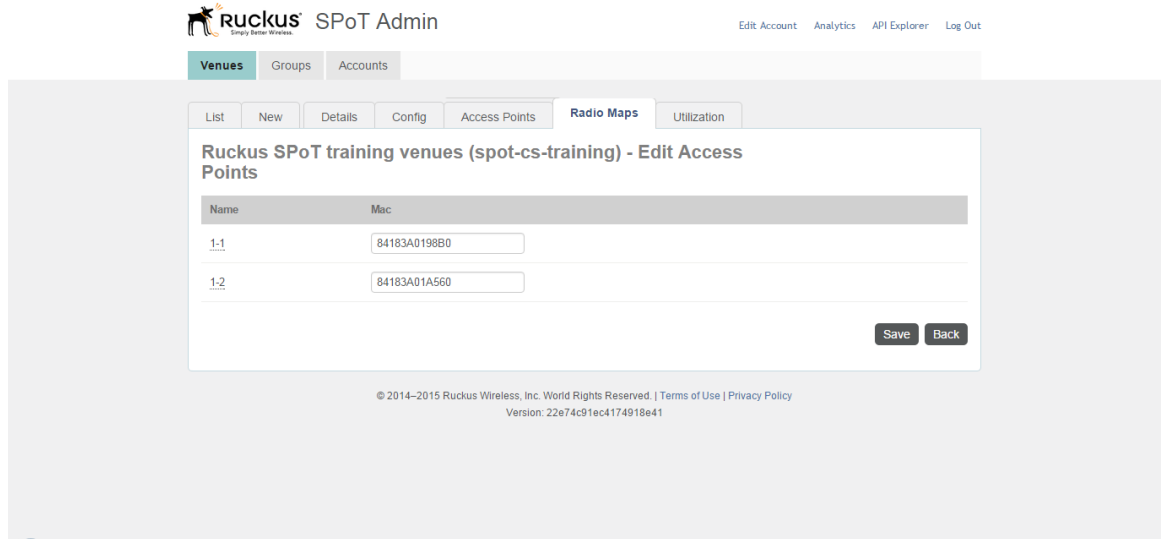 Ruckus® SPoT Admin
Simply Better Wireless.
Edit Account Analytics API Explorer Log Out
Venues Groups Accounts
List New Details Config Access Points Radio Maps Utilization
Ruckus SPoT training venues (spot-cs-training) - Edit Access
Points
Name Mac
1-1 84183A0198B0
1-2 84183A01A560
Save Back
© 2014–2015 Ruckus Wireless, Inc. World Rights Reserved. | Terms of Use | Privacy Policy
Version: 22e74c91ec4174918e41